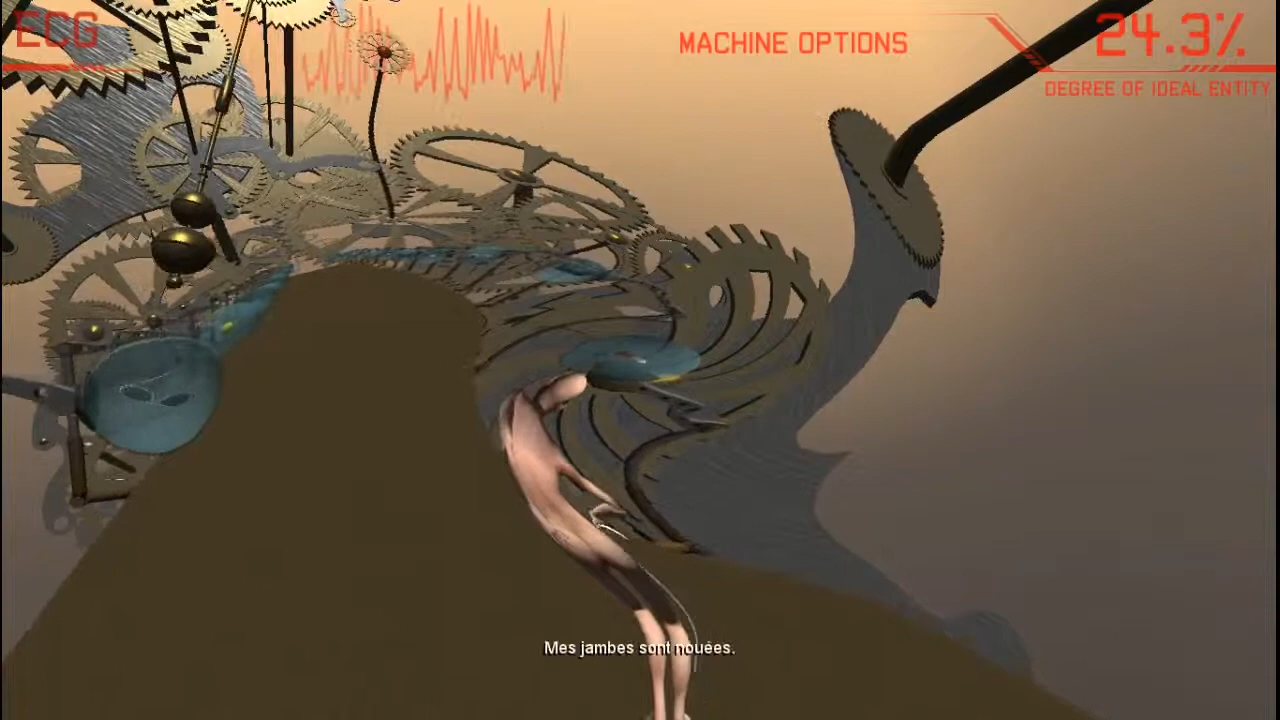 ECG
MACHINE OPTIONS
24.3%
DEGREE OF IDEAL ENTITY
Mes jambes sont nouées.